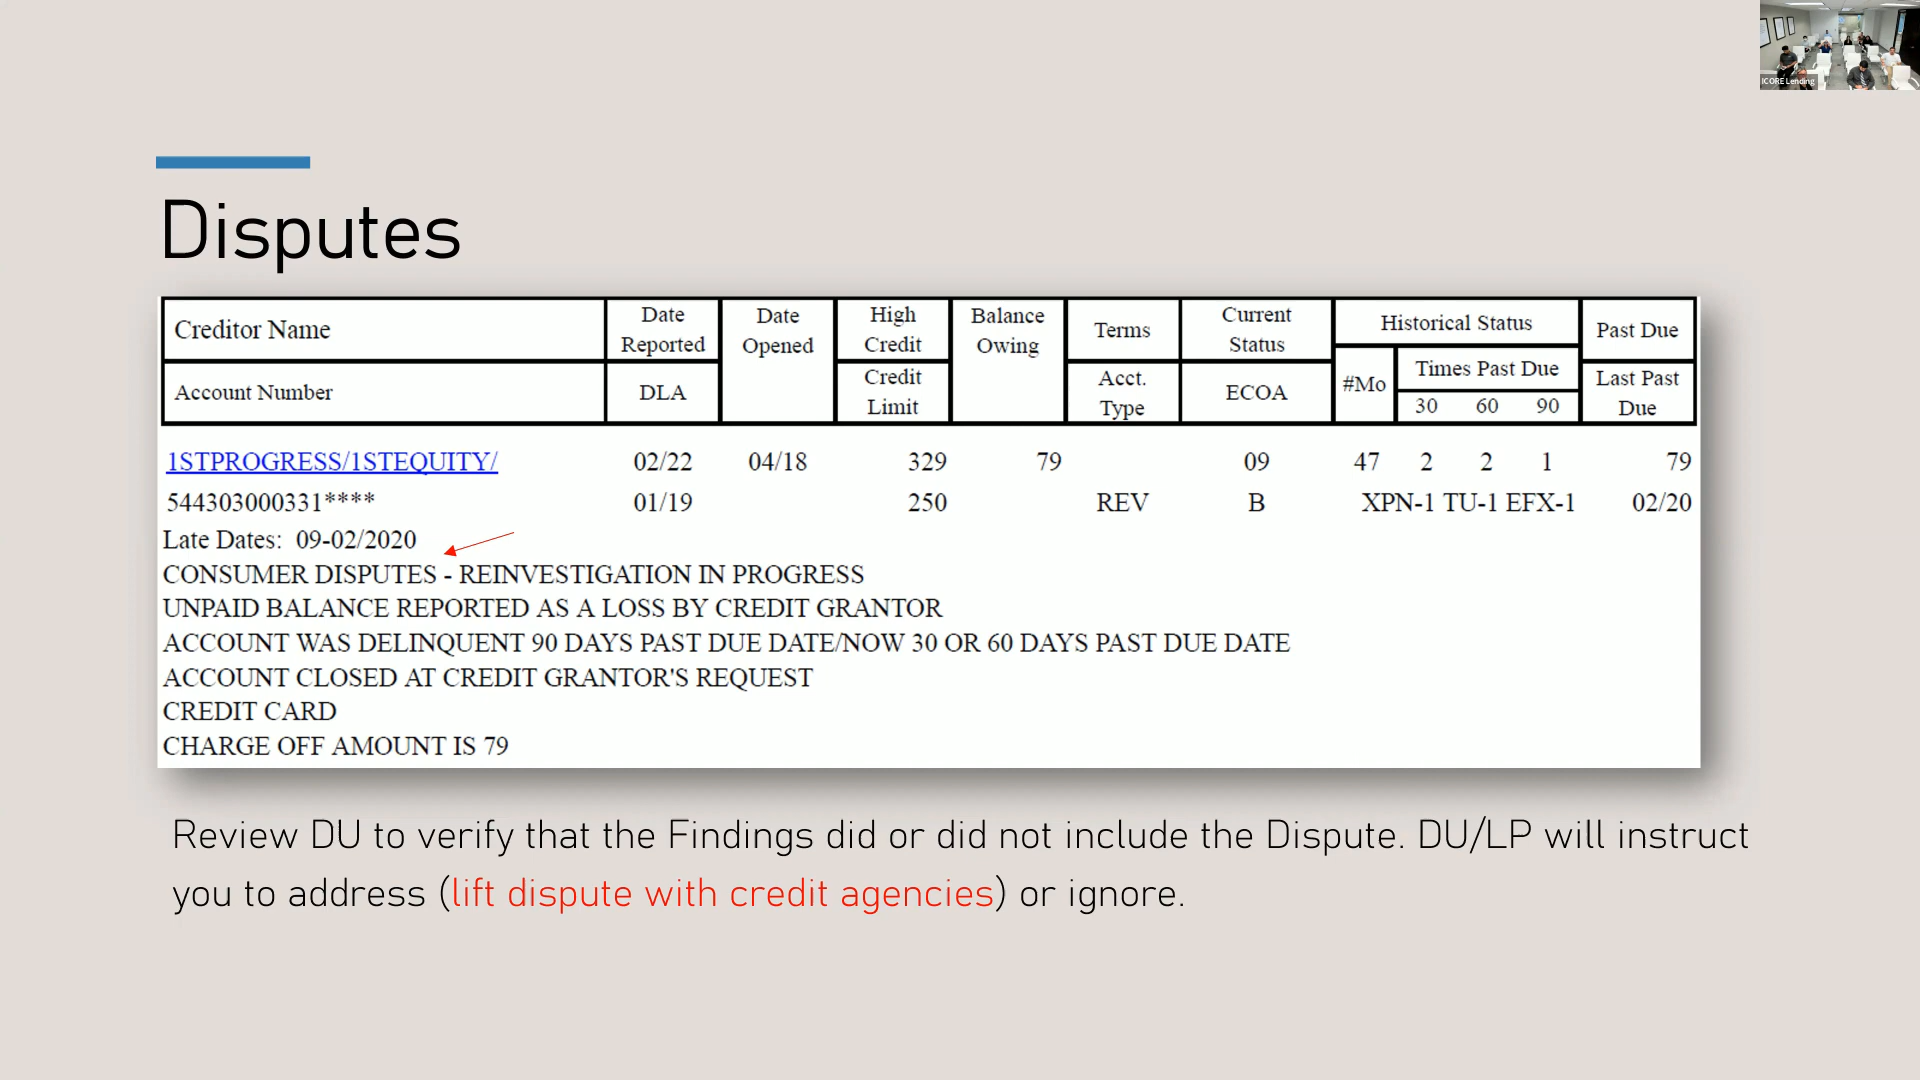 ICORE Lending
Disputes
Creditor Name
Date Reported
Date Opened
High Credit
Balance Owing
Terms
Current Status
Historical Status
Past Due
Account Number
DLA
Credit Limit
Acct. Type
ECOA
#Mo
Times Past Due
30 60 90
Last Past Due
1STPROGRESS/1STEQUITY/ 02/22 04/18 329 79 09 47 2 2 1 79
544303000331**** 01/19 250 REV B XPN-1 TU-1 EFX-1 02/20
Late Dates: 09-02/2020
CONSUMER DISPUTES - REINVESTIGATION IN PROGRESS
UNPAID BALANCE REPORTED AS A LOSS BY CREDIT GRANTOR
ACCOUNT WAS DELINQUENT 90 DAYS PAST DUE DATE/NOW 30 OR 60 DAYS PAST DUE DATE
ACCOUNT CLOSED AT CREDIT GRANTOR'S REQUEST
CREDIT CARD
CHARGE OFF AMOUNT IS 79
Review DU to verify that the Findings did or did not include the Dispute. DU/LP will instruct
you to address (lift dispute with credit agencies) or ignore.